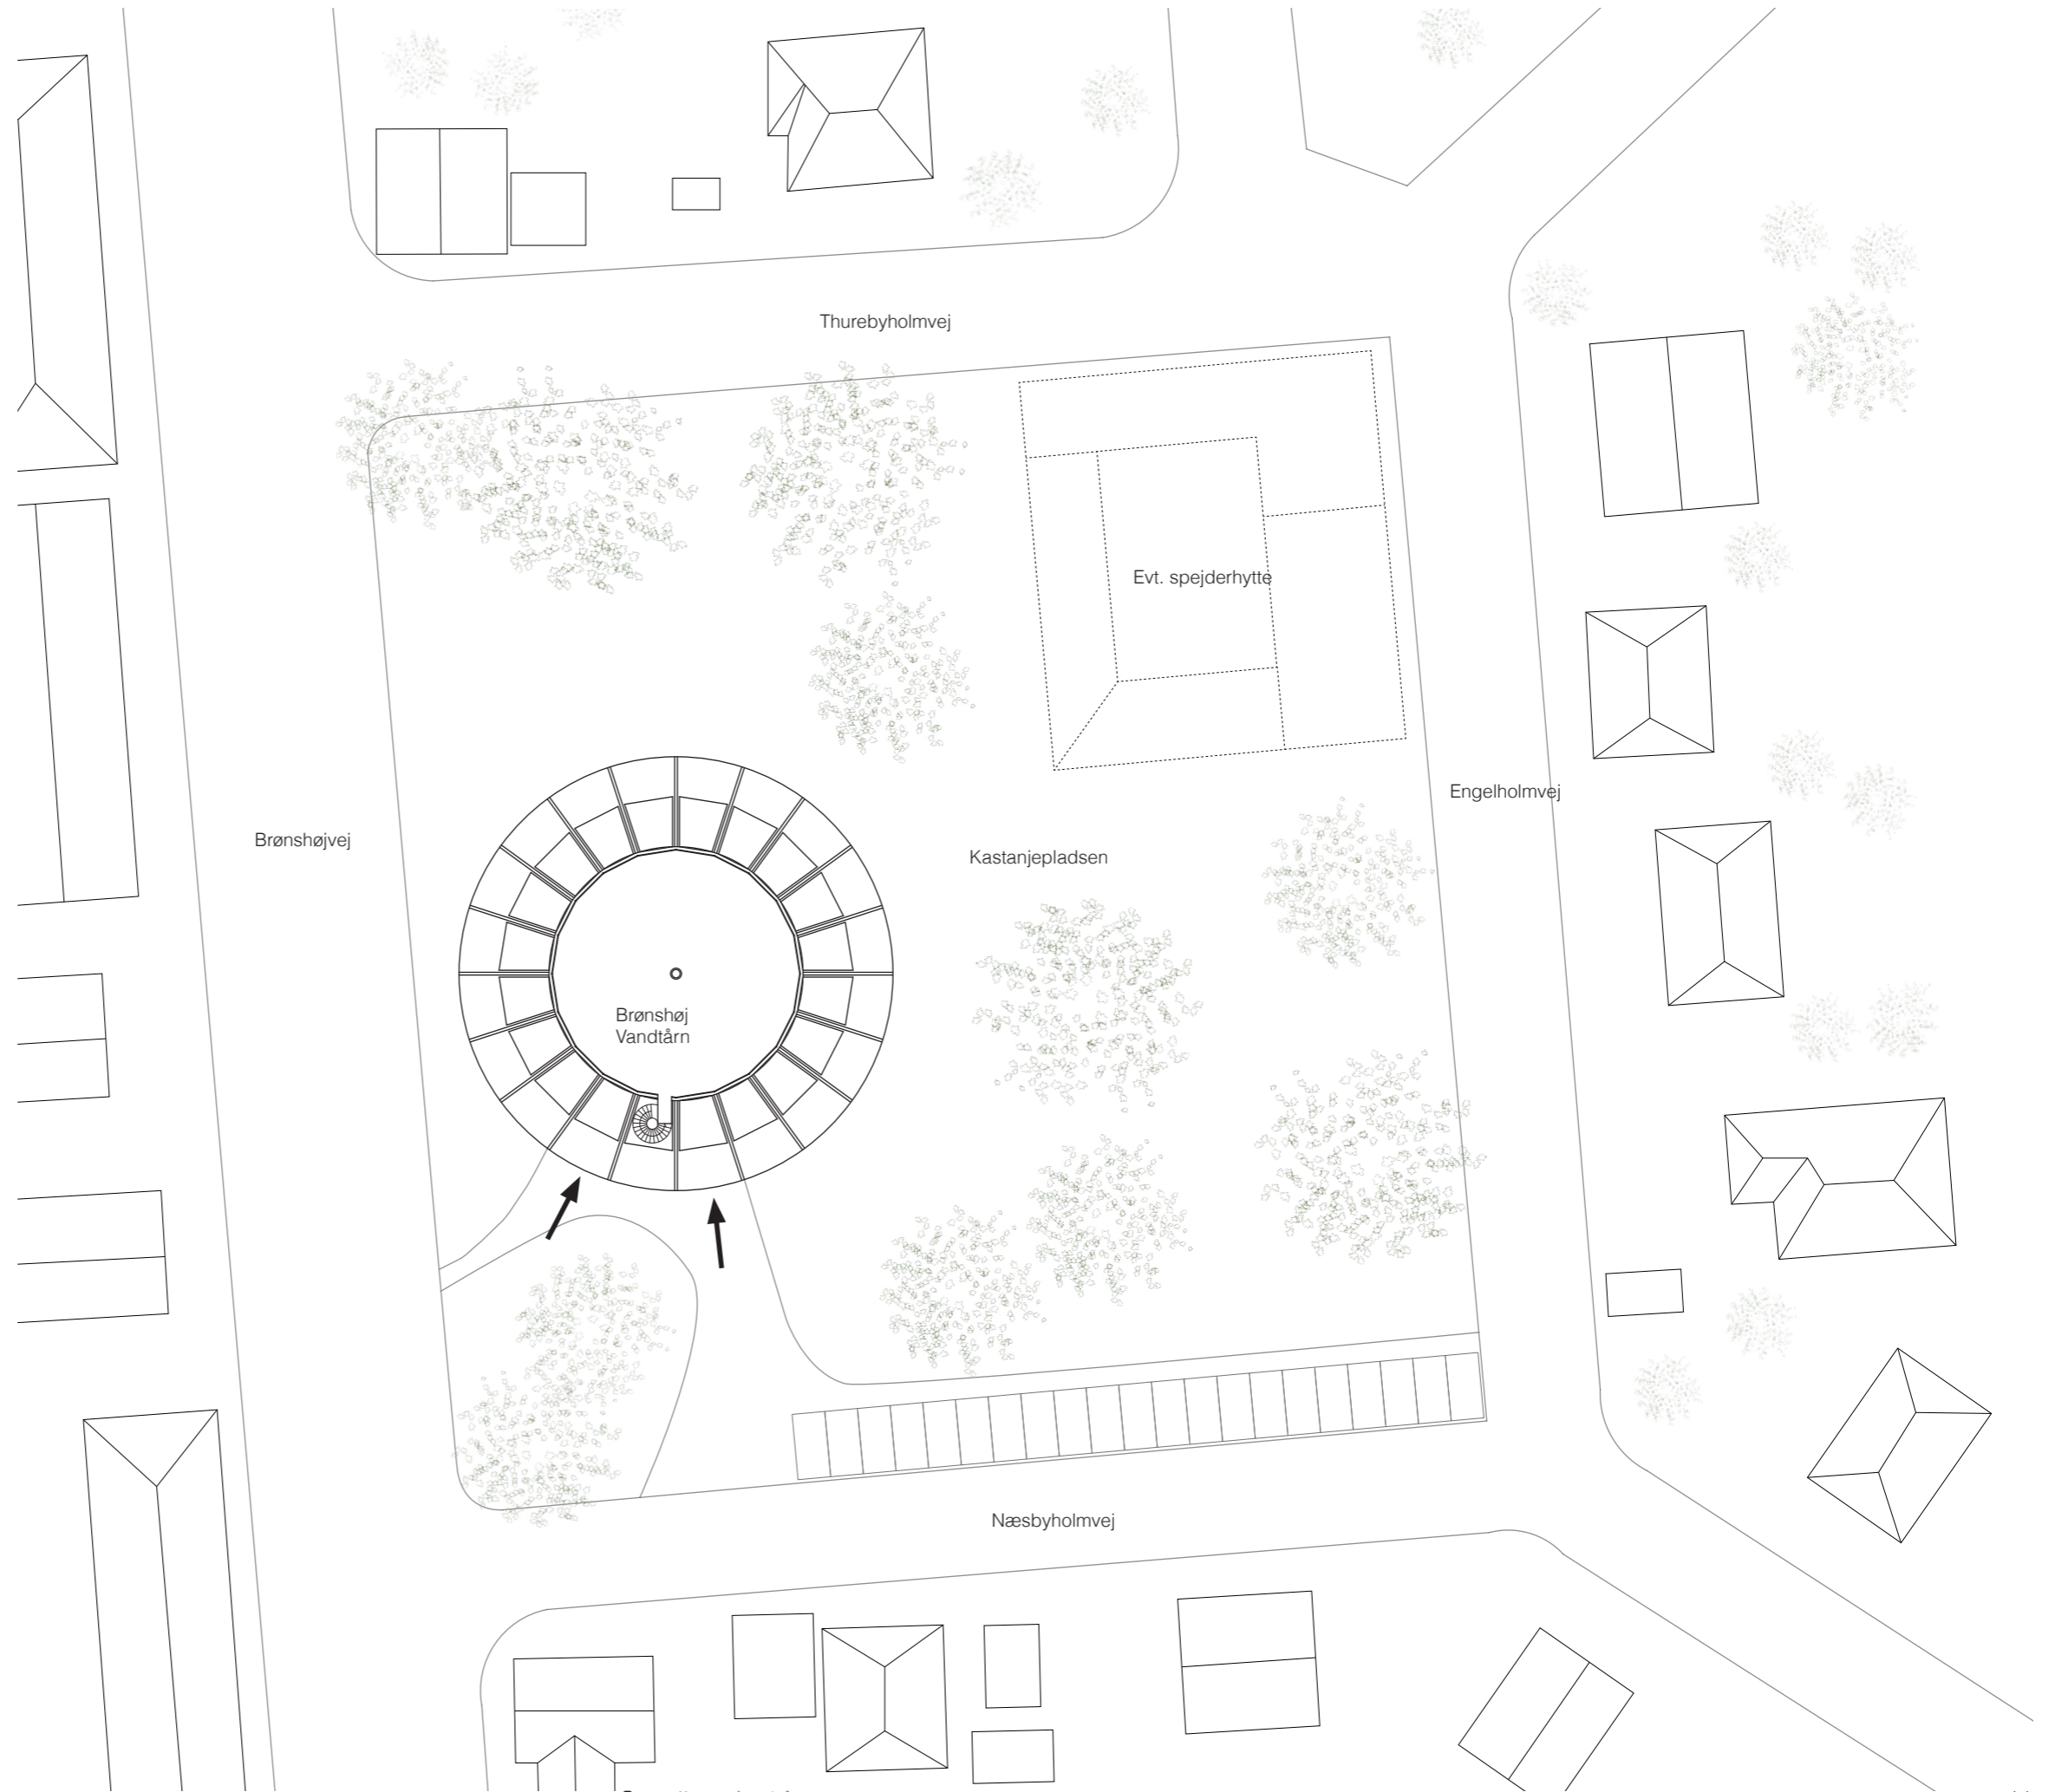 Thurebyholmvej
Evt. spejderhytte
Engelholmvej
Brønshøjvej
Kastanjepladsen
Brønshøj
Vandtårn
Næsbyholmvej